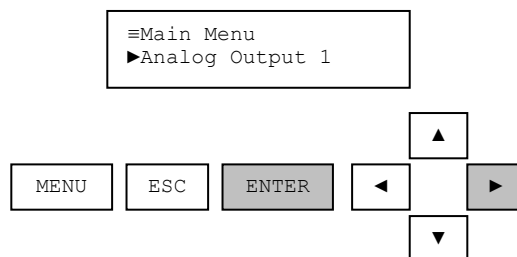 ≡Main Menu
►Analog Output 1
▲
MENU ESC ENTER ◄ ►
▼